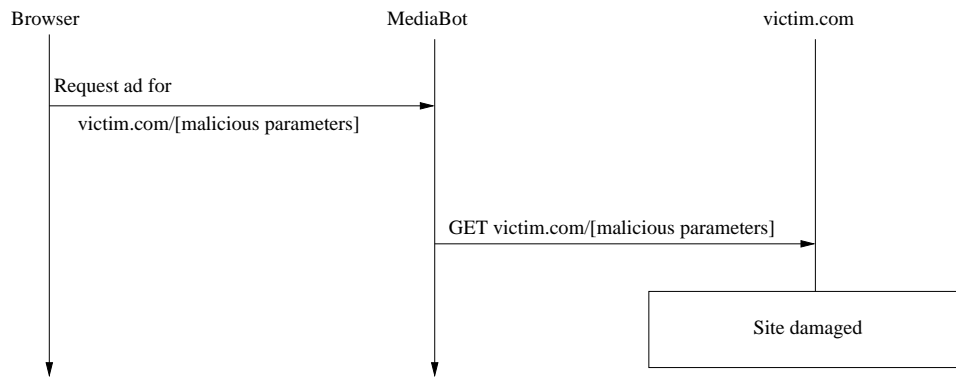 Browser
MediaBot
victim.com
Request ad for
victim.com/[malicious parameters]
GET victim.com/[malicious parameters]
Site damaged